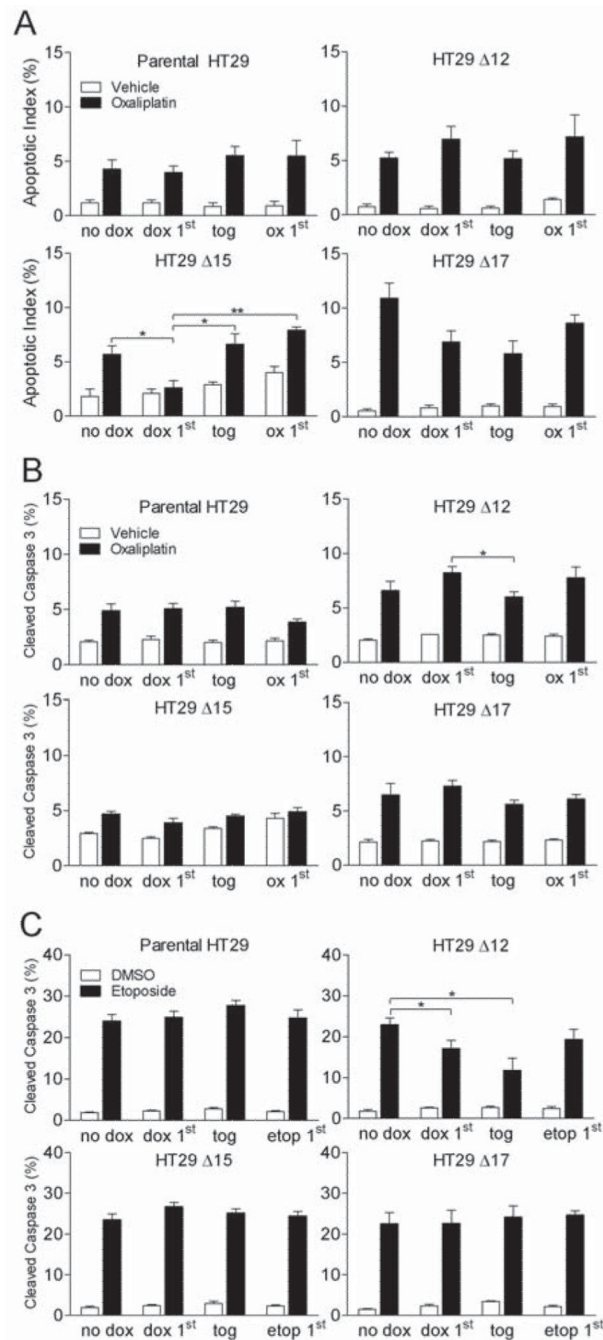 A
Parental HT29
HT29 Δ12
Apoptotic Index (%)
15
10
5
0
Vehicle
Oxaliplatin
no dox dox 1st tog ox 1st
15
10
5
0
no dox dox 1st tog ox 1st
HT29 Δ15
HT29 Δ17
Apoptotic Index (%)
15
10
5
0
* * **
no dox dox 1st tog ox 1st
15
10
5
0
no dox dox 1st tog ox 1st
B
Parental HT29
HT29 Δ12
Cleaved Caspase 3 (%)
15
10
5
0
Vehicle
Oxaliplatin
no dox dox 1st tog ox 1st
15
10
5
0
*
no dox dox 1st tog ox 1st
HT29 Δ15
HT29 Δ17
Cleaved Caspase 3 (%)
15
10
5
0
no dox dox 1st tog ox 1st
15
10
5
0
no dox dox 1st tog ox 1st
C
Parental HT29
HT29 Δ12
Cleaved Caspase 3 (%)
40
30
20
10
0
DMSO
Etoposide
no dox dox 1st tog etop 1st
40
30
20
10
0
* *
no dox dox 1st tog etop 1st
HT29 Δ15
HT29 Δ17
Cleaved Caspase 3 (%)
40
30
20
10
0
no dox dox 1st tog etop 1st
40
30
20
10
0
no dox dox 1st tog etop 1st